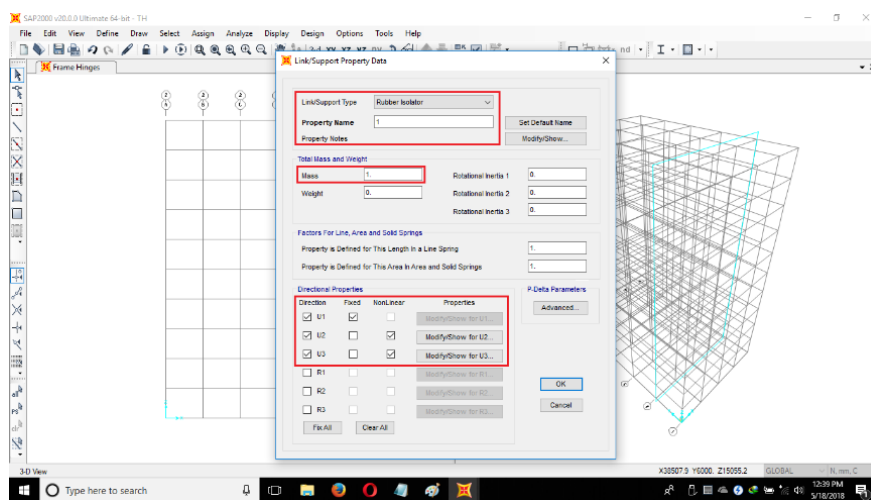 SAP2000 v20.0.0 Ultimate 64-bit - TH
File Edit View Define Draw Select Assign Analyze Display Design Options Tools Help
nd
Frame Hinges
Link/Support Property Data
Link/Support Type Rubber Isolator
Property Name 1 Set Default Name
Property Notes Modify/Show...
Total Mass and Weight
Mass 1. Rotational Inertia 1 0.
Weight 0. Rotational Inertia 2 0.
Rotational Inertia 3 0.
Factors For Line, Area and Solid Springs
Property is Defined for This Length In a Line Spring 1.
Property is Defined for This Area In Area and Solid Springs 1.
Directional Properties P-Delta Parameters
Direction Fixed NonLinear Properties Advanced...
U1 Modify/Show for U1...
U2 Modify/Show for U2...
U3 Modify/Show for U3...
R1 Modify/Show for R1...
R2 Modify/Show for R2...
R3 Modify/Show for R3...
Fix All Clear All
OK
Cancel
3-D View X38507.9 Y6000. Z15055.2 GLOBAL N, mm, C
Type here to search
12:39 PM
5/18/2018